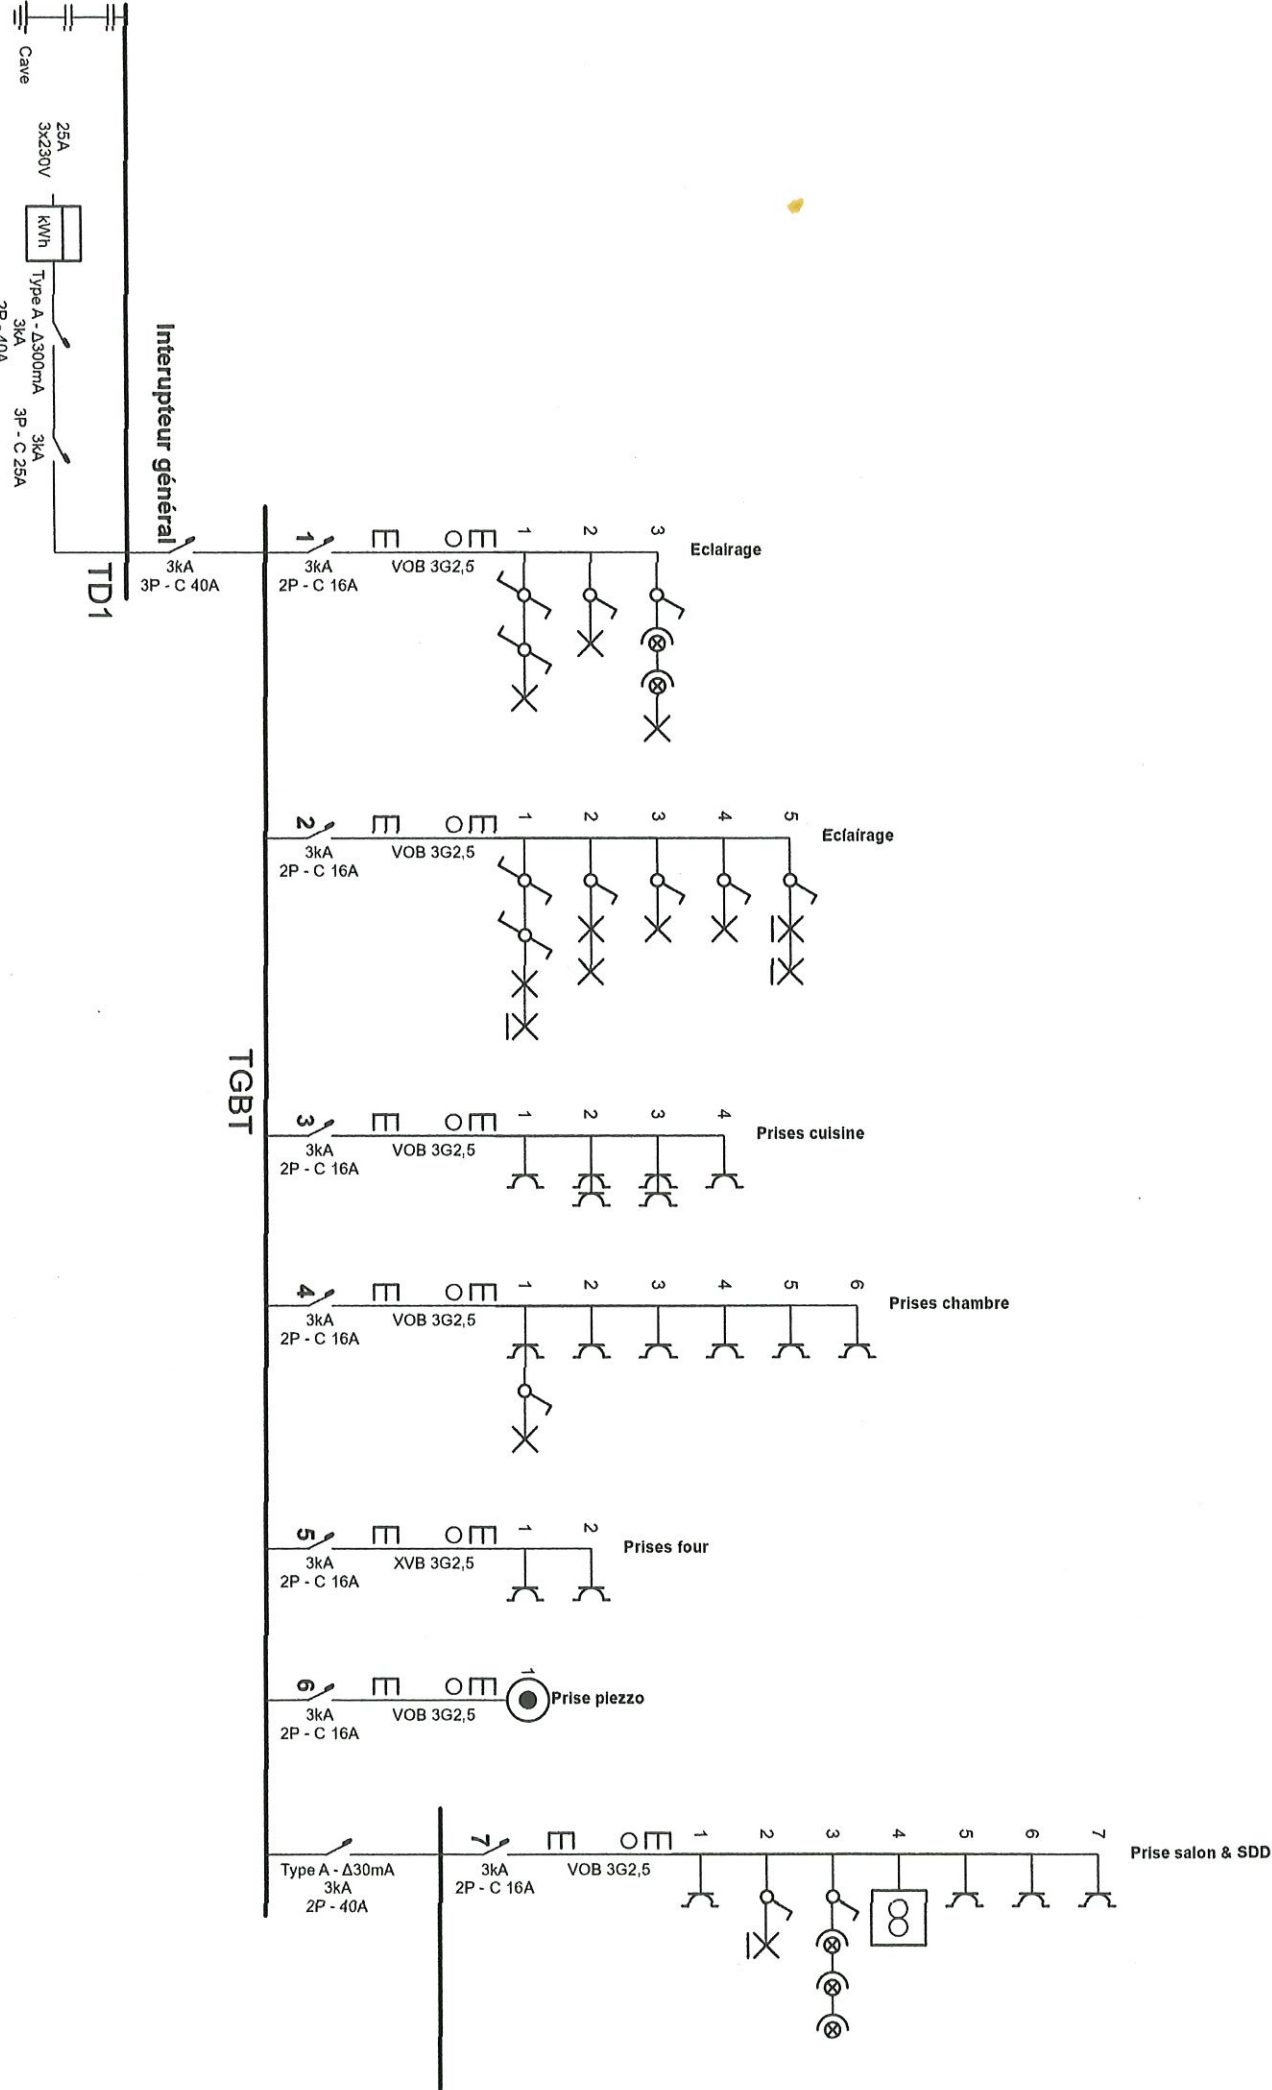 Cave
25A
3x230V
kWh
Type A - Δ300mA
3kA
2P - 40A
3kA
3P - C 25A
TD1
Interupteur général
3kA
3P - C 40A
TGBT
1
3kA
2P - C 16A
VOB 3G2,5
1
2
3
Eclairage
2
3kA
2P - C 16A
VOB 3G2,5
1
2
3
4
5
Eclairage
3
3kA
2P - C 16A
VOB 3G2,5
1
2
3
4
Prises cuisine
4
3kA
2P - C 16A
VOB 3G2,5
1
2
3
4
5
6
Prises chambre
5
3kA
2P - C 16A
XVB 3G2,5
1
2
Prises four
6
3kA
2P - C 16A
VOB 3G2,5
1
Prise piezzo
Type A - Δ30mA
3kA
2P - 40A
7
3kA
2P - C 16A
VOB 3G2,5
1
2
3
4
5
6
7
Prise salon & SDD